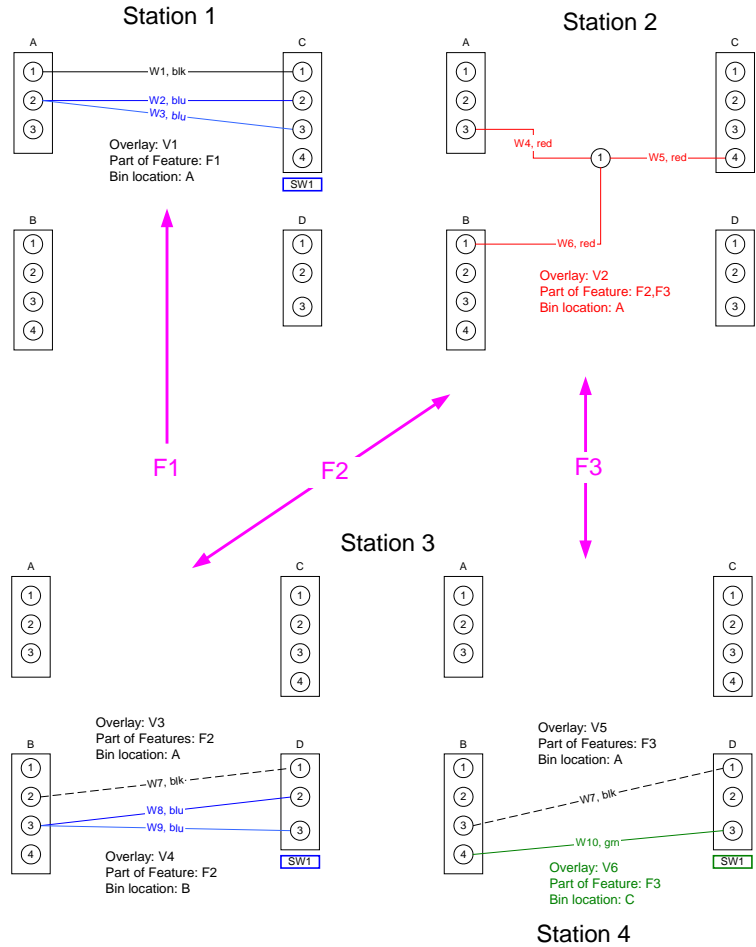 Station 1
A
C
1
2
3
1
2
3
4
W1, blk
W2, blu
W3, blu
Overlay: V1
Part of Feature: F1
Bin location: A
SW1
B
D
1
2
3
4
1
2
3
Station 2
A
C
1
2
3
1
2
3
4
W4, red
1
W5, red
W6, red
B
D
1
2
3
4
1
2
3
Overlay: V2
Part of Feature: F2,F3
Bin location: A
F1
F2
F3
Station 3
A
C
1
2
3
1
2
3
4
Overlay: V3
Part of Features: F2
Bin location: A
B
D
1
2
3
4
1
2
3
W7, blk
W8, blu
W9, blu
SW1
Overlay: V4
Part of Feature: F2
Bin location: B
A
C
1
2
3
1
2
3
4
Overlay: V5
Part of Features: F3
Bin location: A
B
D
1
2
3
4
1
2
3
W7, blk
W10, grn
SW1
Overlay: V6
Part of Feature: F3
Bin location: C
Station 4